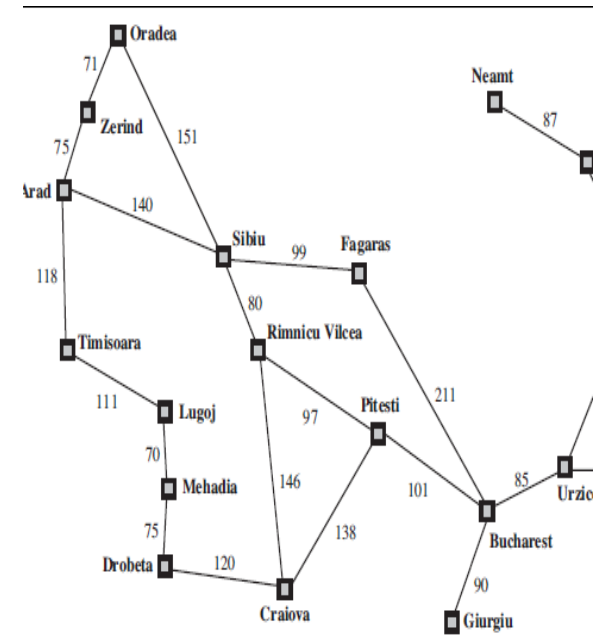 Oradea
71
Neamt
87
Zerind
75
151
Arad
140
Sibiu
99
Fagaras
118
80
Timisoara
Rimnicu Vilcea
111
Lugoj
97
Pitesti
211
70
Mehadia
146
101
85
Urzic
75
138
Bucharest
Drobeta
120
90
Craiova
Giurgiu